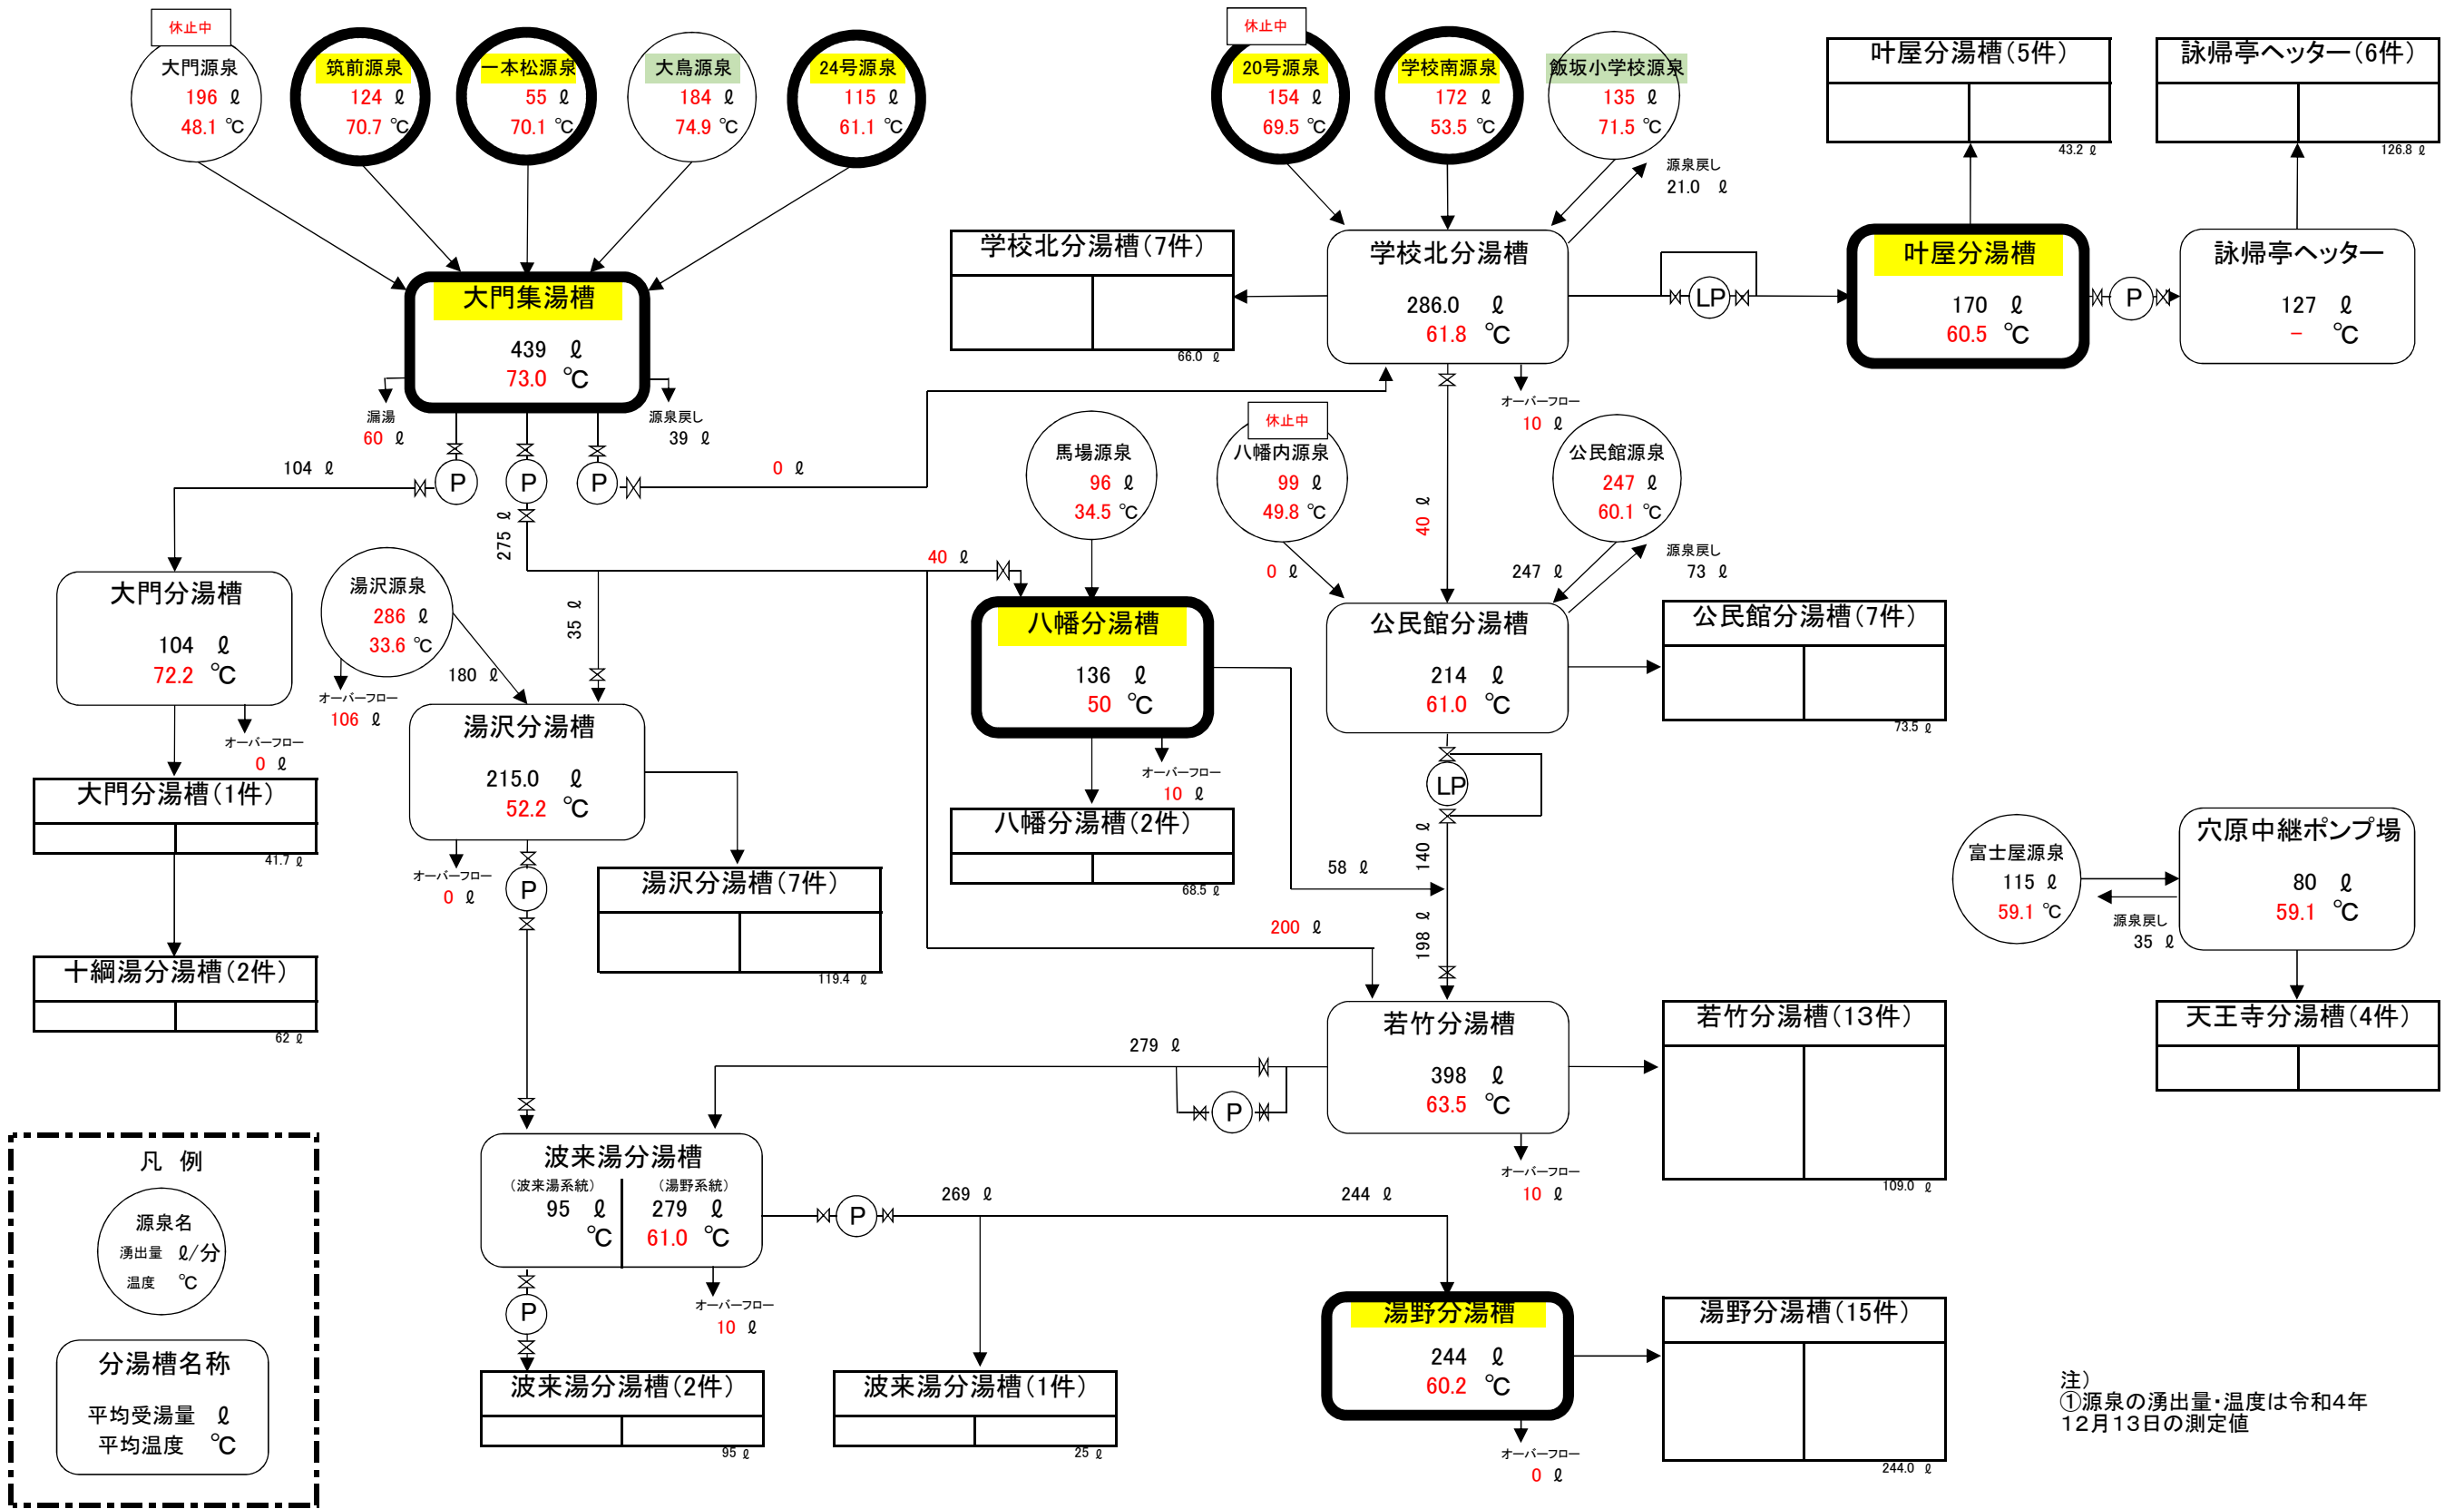 休止中
大門源泉
196 ℓ
48.1 ℃
筑前源泉
124 ℓ
70.7 ℃
一本松源泉
55 ℓ
70.1 ℃
大鳥源泉
184 ℓ
74.9 ℃
24号源泉
115 ℓ
61.1 ℃
休止中
20号源泉
154 ℓ
69.5 ℃
学校南源泉
172 ℓ
53.5 ℃
飯坂小学校源泉
135 ℓ
71.5 ℃
源泉戻し
21.0 ℓ
叶屋分湯槽(5件)
43.2 ℓ
詠帰亭ヘッター(6件)
126.8 ℓ
大門集湯槽
439 ℓ
73.0 ℃
漏湯
60 ℓ
源泉戻し
39 ℓ
学校北分湯槽(7件)
66.0 ℓ
学校北分湯槽
286.0 ℓ
61.8 ℃
オーバーフロー
10 ℓ
LP
叶屋分湯槽
170 ℓ
60.5 ℃
P
詠帰亭ヘッター
127 ℓ
− ℃
104 ℓ
P
P
P
0 ℓ
275 ℓ
40 ℓ
35 ℓ
馬場源泉
96 ℓ
34.5 ℃
休止中
八幡内源泉
99 ℓ
49.8 ℃
0 ℓ
40 ℓ
公民館源泉
247 ℓ
60.1 ℃
247 ℓ
源泉戻し
73 ℓ
大門分湯槽
104 ℓ
72.2 ℃
オーバーフロー
0 ℓ
大門分湯槽(1件)
41.7 ℓ
十綱湯分湯槽(2件)
62 ℓ
湯沢源泉
286 ℓ
33.6 ℃
オーバーフロー
106 ℓ
180 ℓ
湯沢分湯槽
215.0 ℓ
52.2 ℃
オーバーフロー
0 ℓ
P
湯沢分湯槽(7件)
119.4 ℓ
八幡分湯槽
136 ℓ
50 ℃
オーバーフロー
10 ℓ
八幡分湯槽(2件)
68.5 ℓ
58 ℓ
200 ℓ
公民館分湯槽
214 ℓ
61.0 ℃
LP
140 ℓ
198 ℓ
公民館分湯槽(7件)
73.5 ℓ
富士屋源泉
115 ℓ
59.1 ℃
源泉戻し
35 ℓ
穴原中継ポンプ場
80 ℓ
59.1 ℃
天王寺分湯槽(4件)
若竹分湯槽
398 ℓ
63.5 ℃
オーバーフロー
10 ℓ
若竹分湯槽(13件)
109.0 ℓ
279 ℓ
P
波来湯分湯槽
(波来湯系統)
95 ℓ
℃
(湯野系統)
279 ℓ
61.0 ℃
オーバーフロー
10 ℓ
P
269 ℓ
244 ℓ
P
波来湯分湯槽(2件)
95 ℓ
波来湯分湯槽(1件)
25 ℓ
湯野分湯槽
244 ℓ
60.2 ℃
オーバーフロー
0 ℓ
湯野分湯槽(15件)
244.0 ℓ
凡 例
源泉名
湧出量 ℓ/分
温度 ℃
分湯槽名称
平均受湯量 ℓ
平均温度 ℃
注)
①源泉の湧出量・温度は令和4年
12月13日の測定値